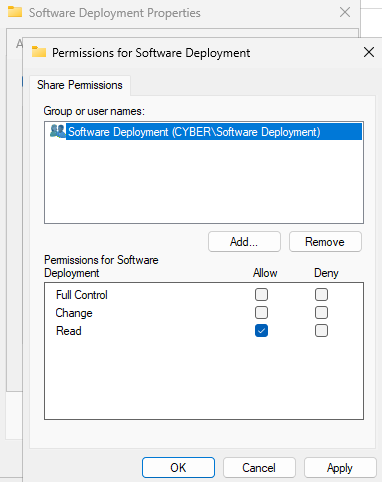 Software Deployment Properties
Permissions for Software Deployment
Share Permissions
Group or user names:
Software Deployment (CYBER\Software Deployment)
Add...
Remove
Permissions for Software
Deployment
Allow
Deny
Full Control
Change
Read
OK
Cancel
Apply